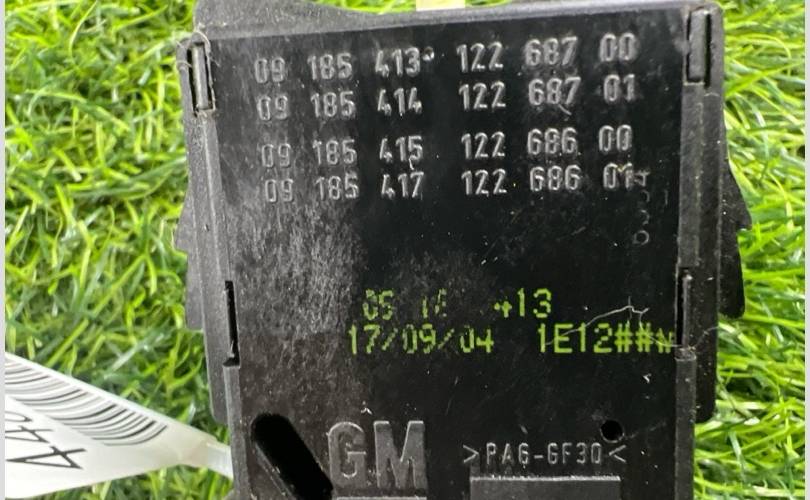 09 185 413 122 687 00
09 185 414 122 687 01
09 185 415 122 686 00
09 185 417 122 686 01
413
17/09/04 1E12##
GM
>PA6-GF30<